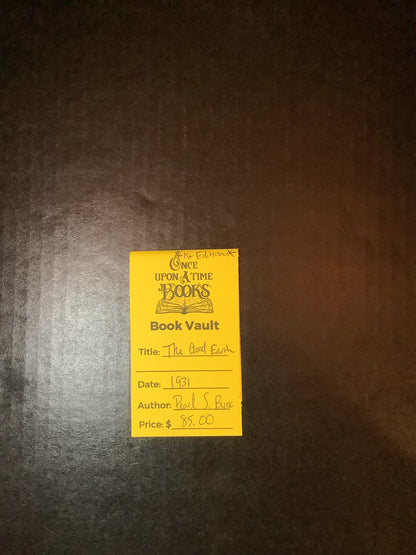 *1st Edition*
ONCE
UPON A TIME
BOOKS
Book Vault
Title: The Good Earth
Date: 1931
Author: Pearl S Buck
Price: $ 85.00